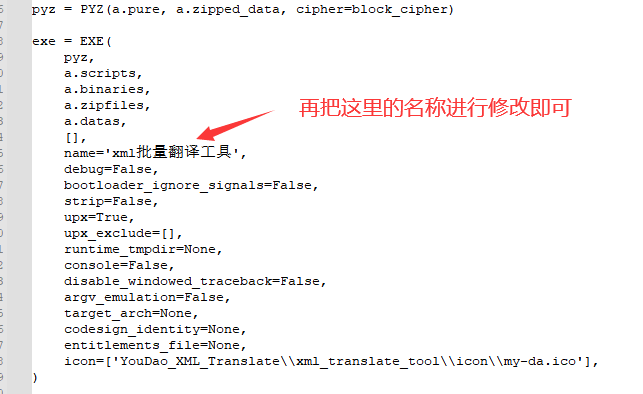 pyz = PYZ(a.pure, a.zipped_data, cipher=block_cipher)
exe = EXE(
pyz,
a.scripts,
a.binaries,
a.zipfiles,
a.datas,
再把这里的名称进行修改即可
[],
name='xml批量翻译工具',
debug=False,
bootloader_ignore_signals=False,
strip=False,
upx=True,
upx_exclude=[],
runtime_tmpdir=None,
console=False,
disable_windowed_traceback=False,
argv_emulation=False,
target_arch=None,
codesign_identity=None,
entitlements_file=None,
icon=['YouDao_XML_Translate\\xml_translate_tool\\icon\\my-da.ico'],
)